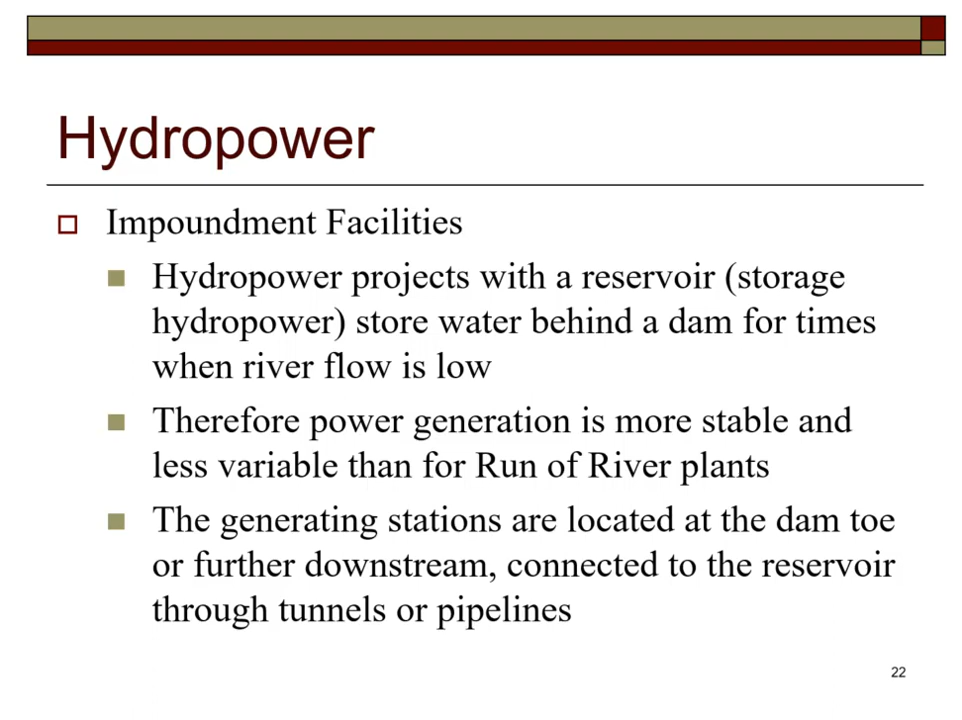 Hydropower
Impoundment Facilities
Hydropower projects with a reservoir (storage
hydropower) store water behind a dam for times
when river flow is low
Therefore power generation is more stable and
less variable than for Run of River plants
The generating stations are located at the dam toe
or further downstream, connected to the reservoir
through tunnels or pipelines
22